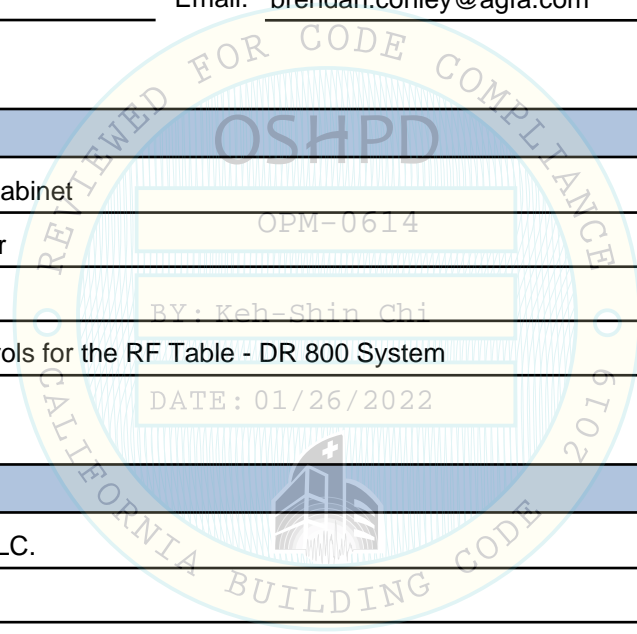 Email: brendan.conley@agfa.com
REVIEWED FOR CODE COMPLIANCE
OSHPD
abinet
OPM-0614
r
BY: Keh-Shin Chi
ols for the RF Table - DR 800 System
DATE: 01/26/2022
LC.
CALIFORNIA BUILDING CODE 2019